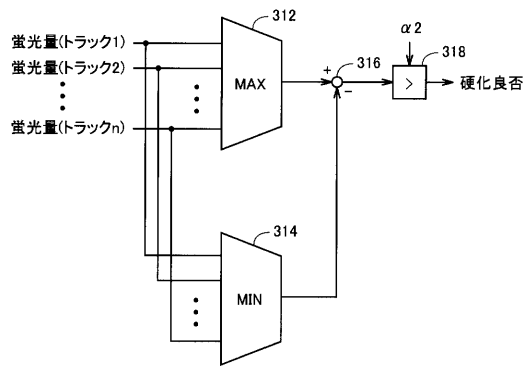 312
α2
蛍光量(トラック1)
316
318
蛍光量(トラック2)
+
MAX
>
硬化良否
−
蛍光量(トラックn)
314
MIN